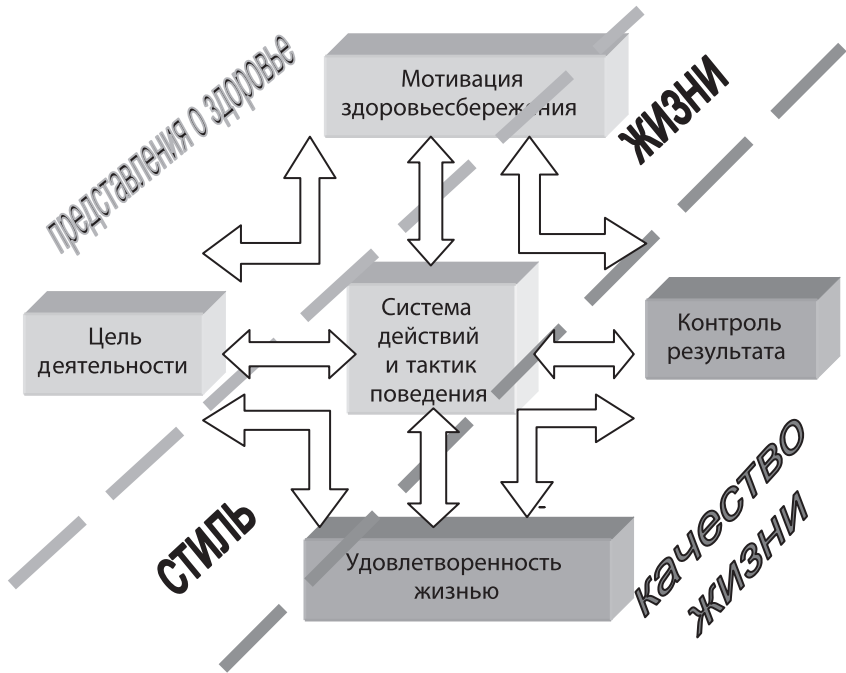 представления о здоровье
Мотивация
здоровьесбережения
ЖИЗНИ
Цель
деятельности
Система
действий
и тактик
поведения
Контроль
результата
СТИЛЬ
Удовлетворенность
жизнью
качество
жизни